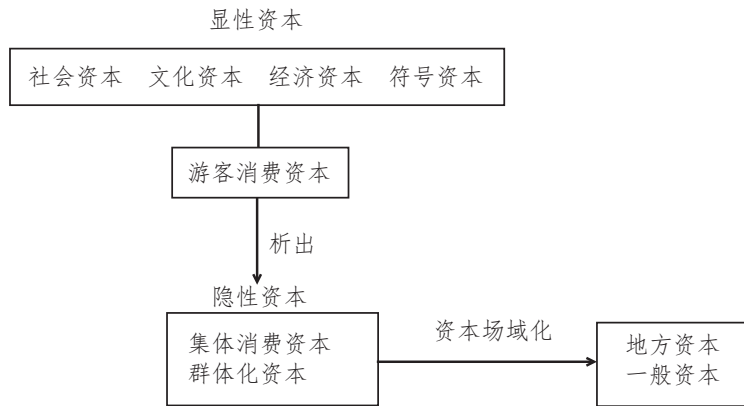 显性资本
社会资本 文化资本 经济资本 符号资本
游客消费资本
析出
隐性资本
集体消费资本
群体化资本
资本场域化
地方资本
一般资本